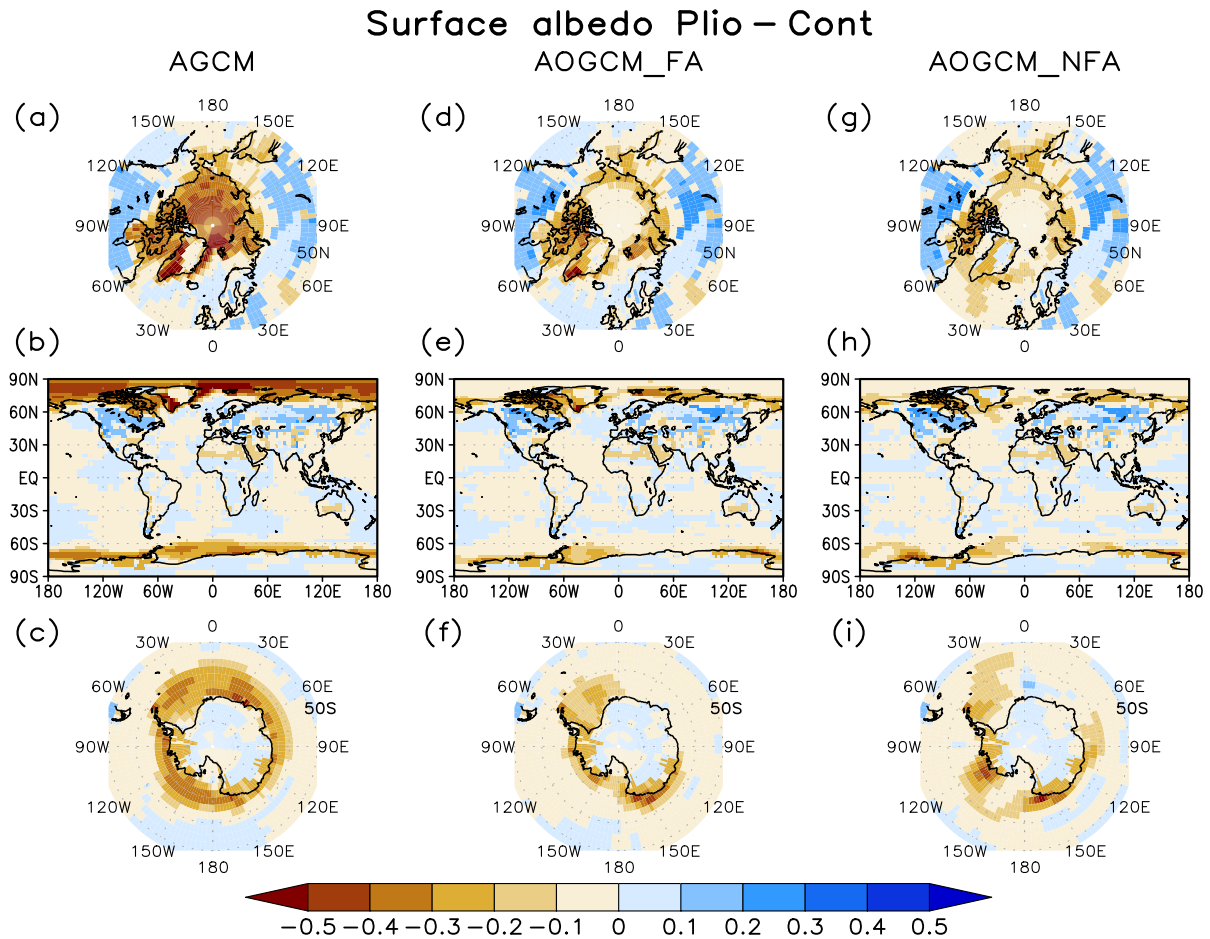 Surface albedo Plio − Cont
AGCM AOGCM_FA AOGCM_NFA
(a) (d) (g)
180 180 180
150W 150E 150W 150E 150W 150E
120W 120E 120W 120E 120W 120E
90W 90E 90W 90E 90W 90E
50N 50N 50N
60W 60E 60W 60E 60W 60E
30W 30E 30W 30E 30W 30E
0 0 0
(b) (e) (h)
90N 90N 90N
60N 60N 60N
30N 30N 30N
EQ EQ EQ
30S 30S 30S
60S 60S 60S
90S 90S 90S
180 120W 60W 0 60E 120E 180 120W 60W 0 60E 120E 180 120W 60W 0 60E 120E 180
(c) (f) (i)
0 0 0
30W 30E 30W 30E 30W 30E
60W 60E 60W 60E 60W 60E
50S 50S 50S
90W 90E 90W 90E 90W 90E
120W 120E 120W 120E 120W 120E
150W 150E 150W 150E 150W 150E
180 180 180
−0.5 −0.4 −0.3 −0.2 −0.1 0 0.1 0.2 0.3 0.4 0.5